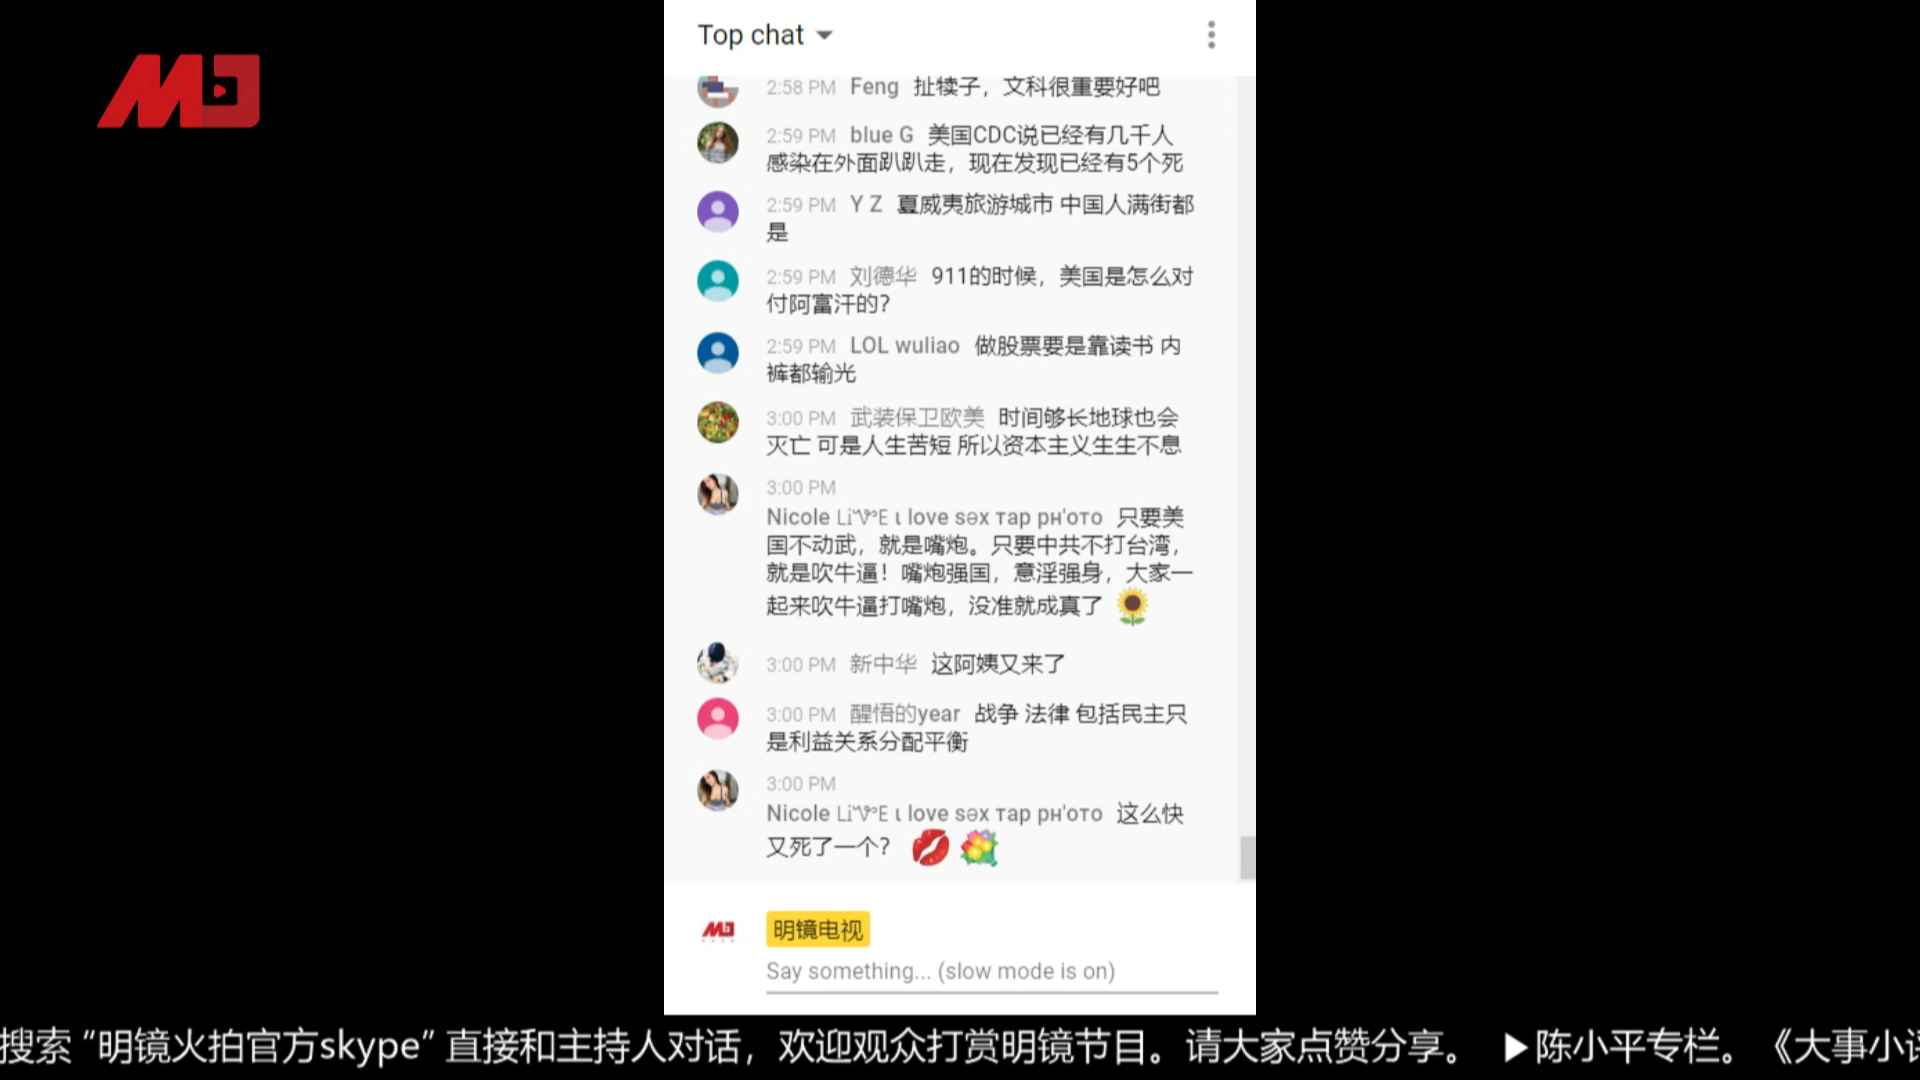 Top chat
2:58 PM Feng 扯犊子，文科很重要好吧
2:59 PM blue G 美国CDC说已经有几千人
感染在外面趴趴走，现在发现已经有5个死
2:59 PM Y Z 夏威夷旅游城市 中国人满街都
是
2:59 PM 刘德华 911的时候，美国是怎么对
付阿富汗的？
2:59 PM LOL wuliao 做股票要是靠读书 内
裤都输光
3:00 PM 武装保卫欧美 时间够长地球也会
灭亡 可是人生苦短 所以资本主义生生不息
3:00 PM
Nicole love səx тap pн'oтo 只要美
国不动武，就是嘴炮。只要中共不打台湾，
就是吹牛逼！嘴炮强国，意淫强身，大家一
起来吹牛逼打嘴炮，没准就成真了 🌻
3:00 PM 新中华 这阿姨又来了
3:00 PM 醒悟的year 战争 法律 包括民主只
是利益关系分配平衡
3:00 PM
Nicole love səx тap pн'oтo 这么快
又死了一个？ 💋 💐
明镜电视
Say something... (slow mode is on)
搜索 “明镜火拍官方skype” 直接和主持人对话，欢迎观众打赏明镜节目。请大家点赞分享。 ▶陈小平专栏。《大事小